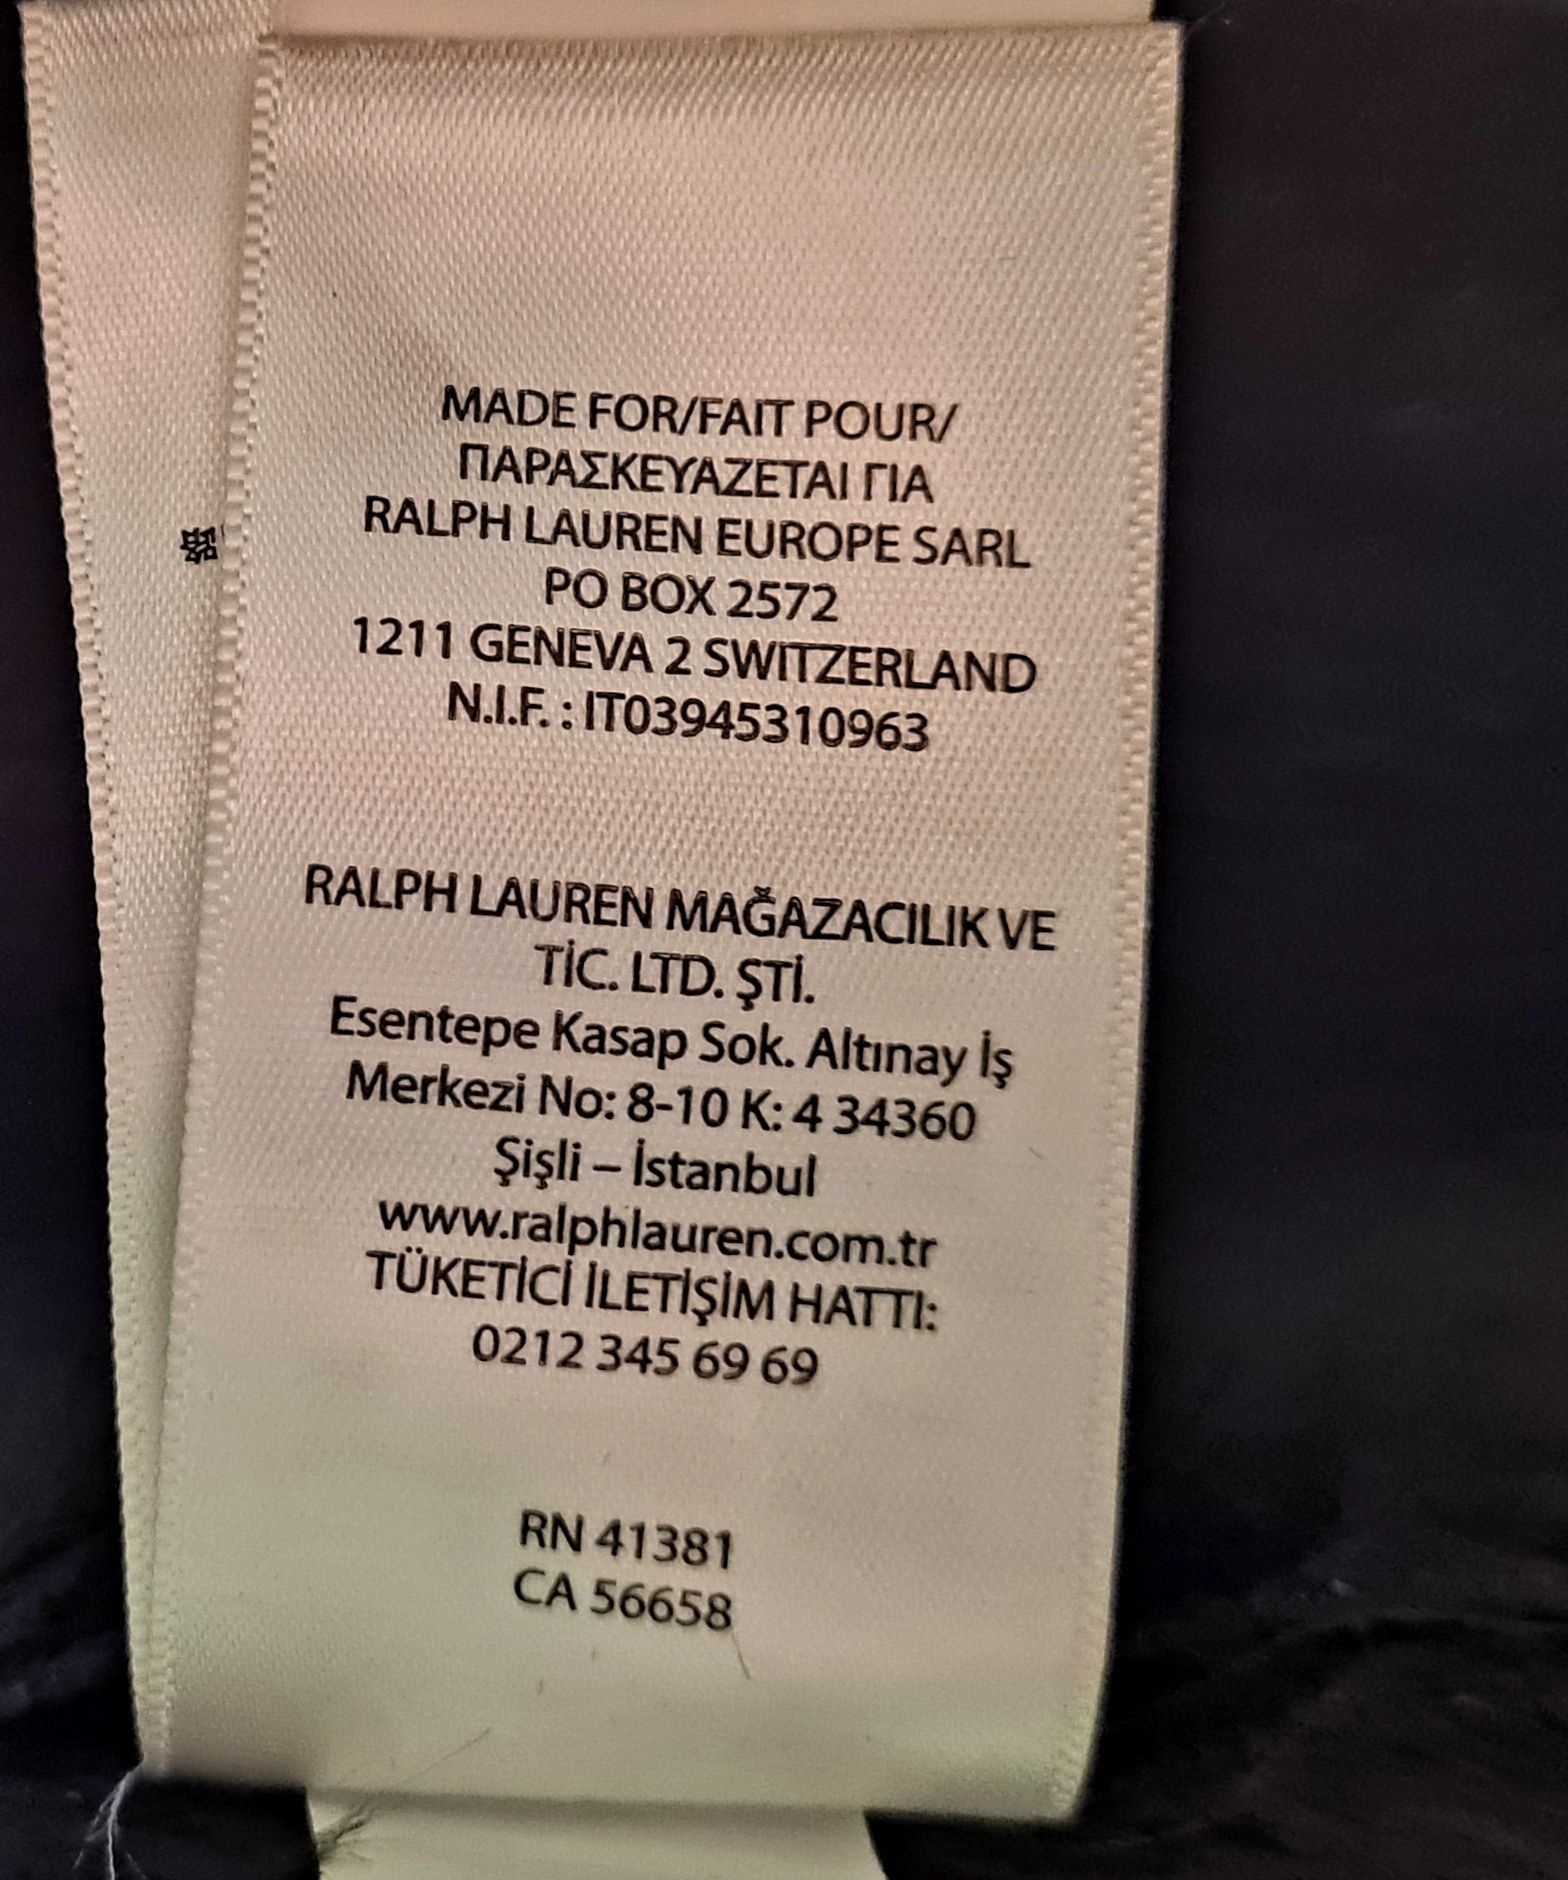 MADE FOR/FAIT POUR/
ΠΑΡΑΣΚΕΥΑΖΕΤΑΙ ΓΙΑ
RALPH LAUREN EUROPE SARL
PO BOX 2572
1211 GENEVA 2 SWITZERLAND
N.I.F. : IT03945310963
RALPH LAUREN MAĞAZACILIK VE
TİC. LTD. ŞTİ.
Esentepe Kasap Sok. Altınay İş
Merkezi No: 8-10 K: 4 34360
Şişli – İstanbul
www.ralphlauren.com.tr
TÜKETİCİ İLETİŞİM HATTI:
0212 345 69 69
RN 41381
CA 56658